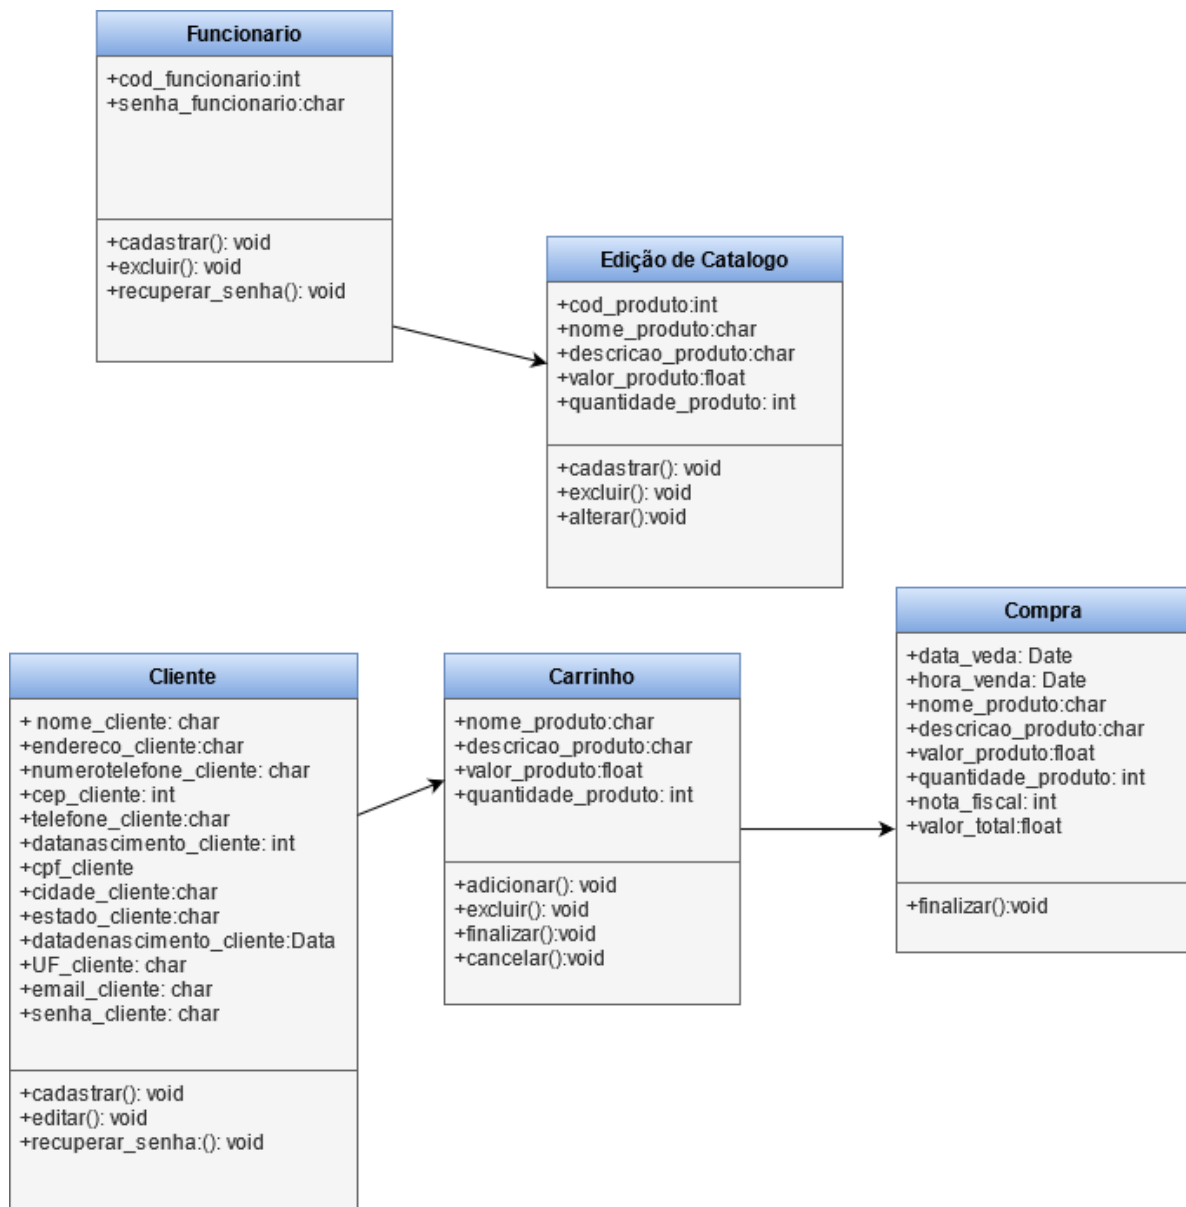 Funcionario
+cod_funcionario:int
+senha_funcionario:char
+cadastrar(): void
+excluir(): void
+recuperar_senha(): void
Edição de Catalogo
+cod_produto:int
+nome_produto:char
+descricao_produto:char
+valor_produto:float
+quantidade_produto: int
+cadastrar(): void
+excluir(): void
+alterar():void
Cliente
+ nome_cliente: char
+endereco_cliente:char
+numerotelefone_cliente: char
+cep_cliente: int
+telefone_cliente:char
+datanascimento_cliente: int
+cpf_cliente
+cidade_cliente:char
+estado_cliente:char
+datadenascimento_cliente:Data
+UF_cliente: char
+email_cliente: char
+senha_cliente: char
+cadastrar(): void
+editar(): void
+recuperar_senha:(): void
Carrinho
+nome_produto:char
+descricao_produto:char
+valor_produto:float
+quantidade_produto: int
+adicionar(): void
+excluir(): void
+finalizar():void
+cancelar():void
Compra
+data_veda: Date
+hora_venda: Date
+nome_produto:char
+descricao_produto:char
+valor_produto:float
+quantidade_produto: int
+nota_fiscal: int
+valor_total:float
+finalizar():void